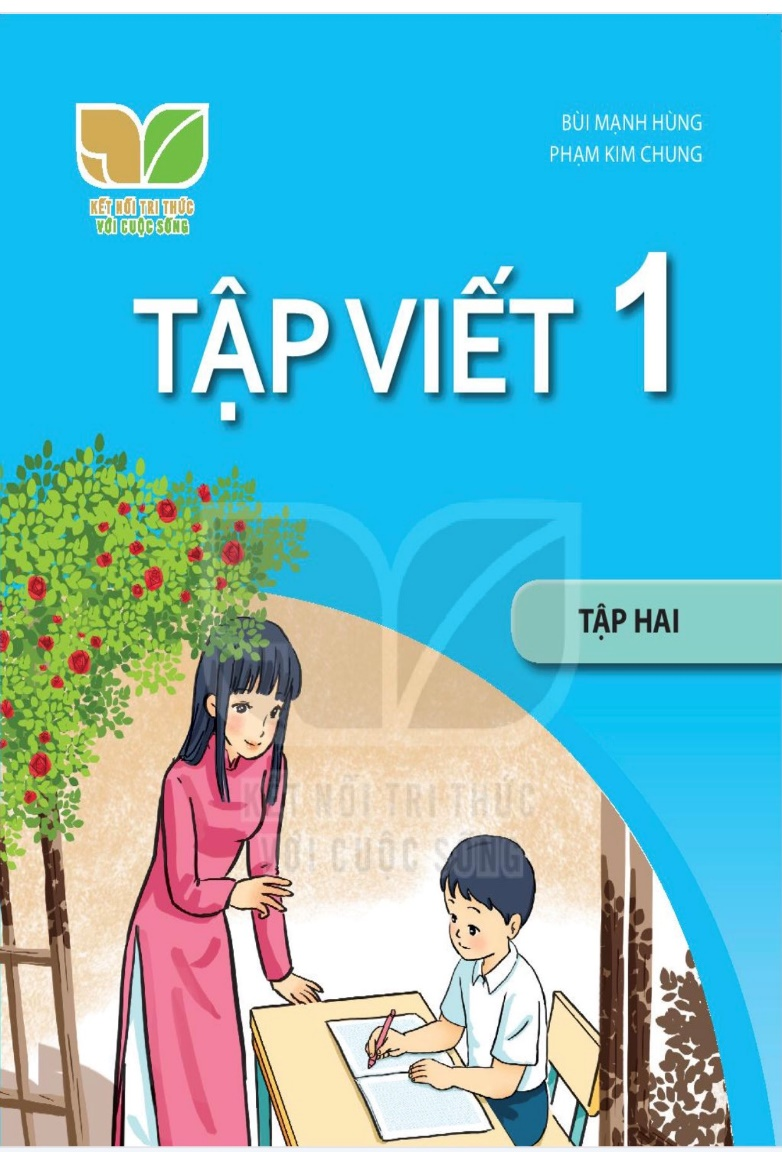 KẾT NỐI TRI THỨC
VỚI CUỘC SỐNG
BÙI MẠNH HÙNG
PHẠM KIM CHUNG
TẬP VIẾT 1
TẬP HAI
KẾT NỐI TRI THỨC
VỚI CUỘC SỐNG